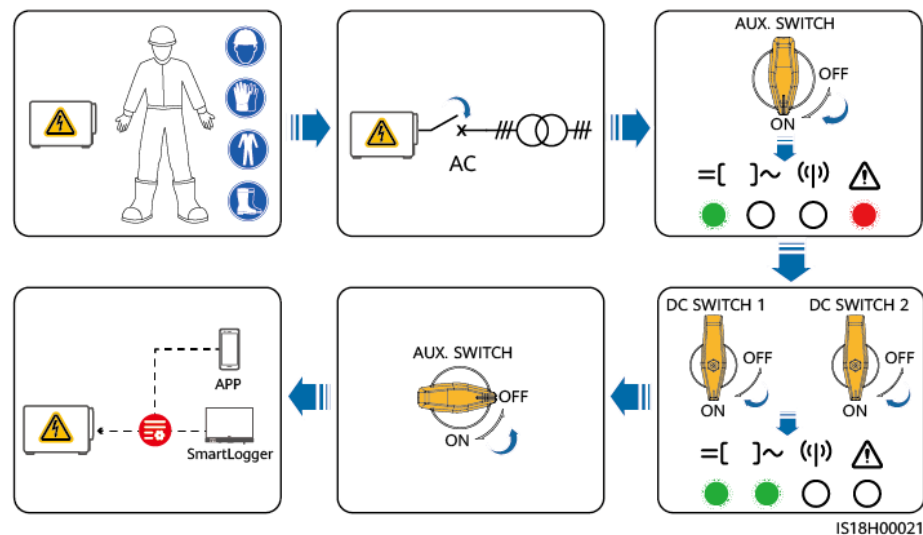 AUX. SWITCH
OFF
ON
AC
DC SWITCH 1
DC SWITCH 2
OFF
OFF
ON
ON
AUX. SWITCH
OFF
ON
APP
SmartLogger
IS18H00021